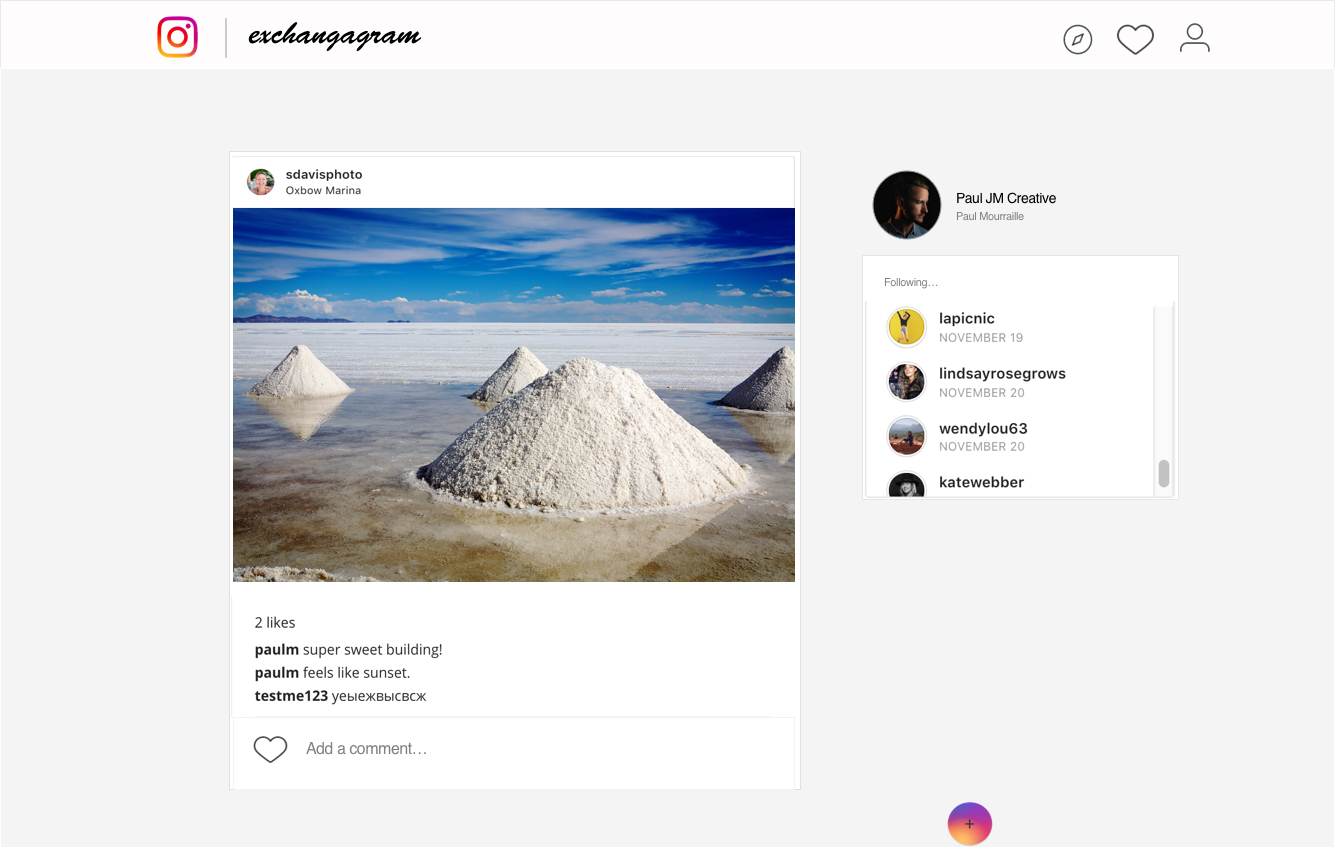 exchangagram
sdavisphoto
Oxbow Marina
2 likes
paulm super sweet building!
paulm feels like sunset.
testme123 уеыежвысвсж
Add a comment...
Paul JM Creative
Paul Mourraille
Following...
lapicnic
NOVEMBER 19
lindsayrosegrows
NOVEMBER 20
wendylou63
NOVEMBER 20
katewebber
+